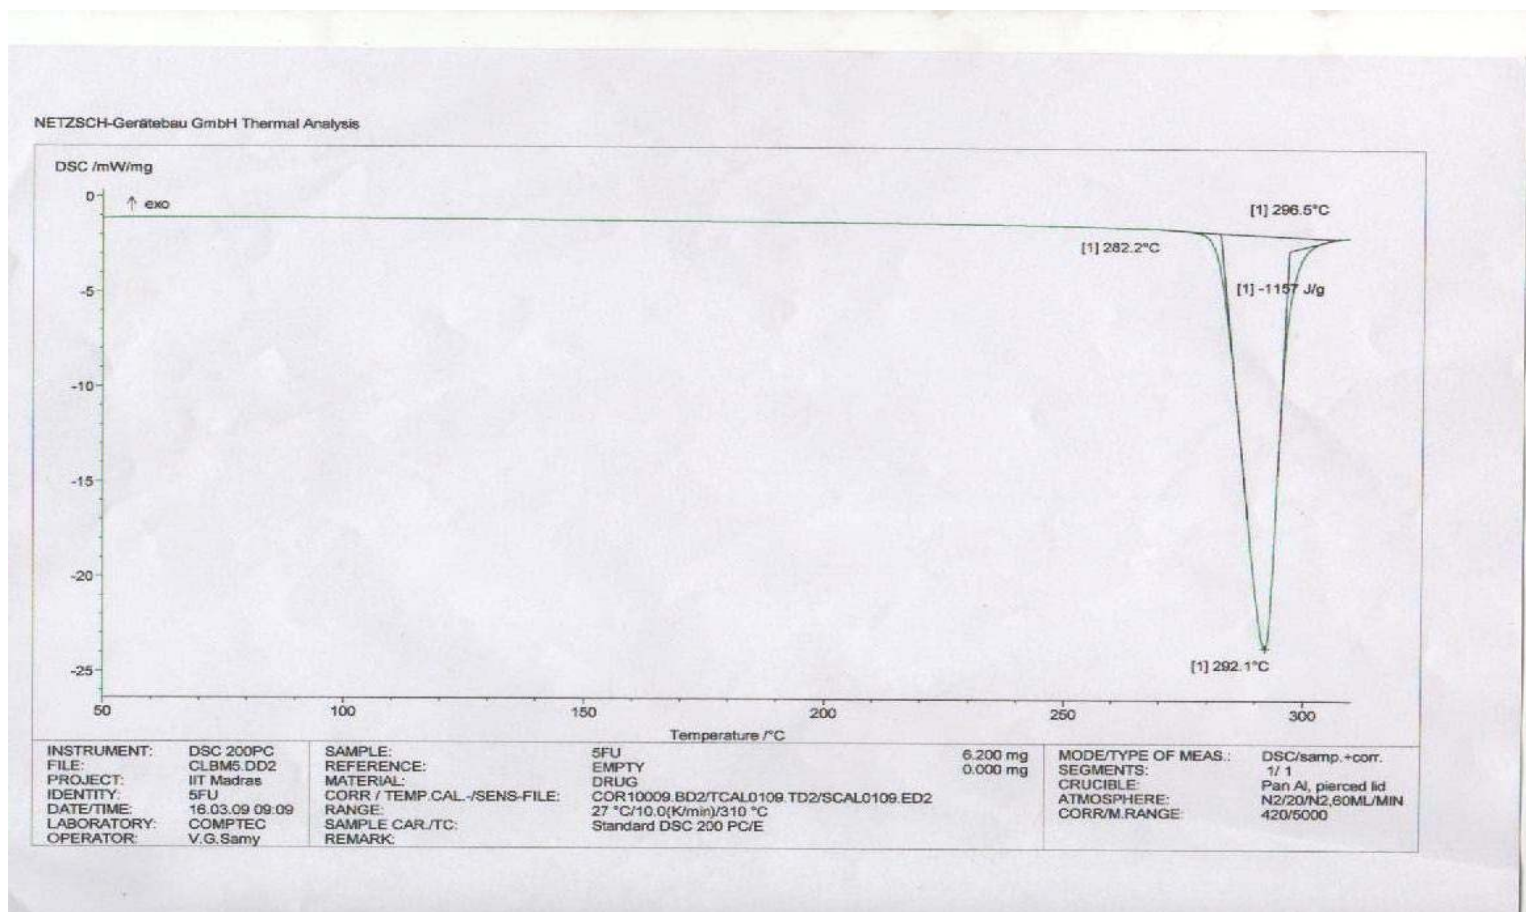 NETZSCH-Gerätebau GmbH Thermal Analysis
DSC /mW/mg
↑ exo
0
-5
-10
-15
-20
-25
[1] 296.5°C
[1] 282.2°C
[1] -1157 J/g
[1] 292.1°C
50 100 150 200 250 300
Temperature /°C
INSTRUMENT: DSC 200PC
FILE: CLBM5.DD2
PROJECT: IIT Madras
IDENTITY: 5FU
DATE/TIME: 16.03.09 09:09
LABORATORY: COMPTEC
OPERATOR: V.G.Samy
SAMPLE: 5FU 6.200 mg
REFERENCE: EMPTY 0.000 mg
MATERIAL: DRUG
CORR / TEMP.CAL.-/SENS-FILE: COR10009.BD2/TCAL0109.TD2/SCAL0109.ED2
RANGE: 27 °C/10.0(K/min)/310 °C
SAMPLE CAR./TC: Standard DSC 200 PC/E
REMARK:
MODE/TYPE OF MEAS.: DSC/samp.+corr.
SEGMENTS: 1/ 1
CRUCIBLE: Pan Al, pierced lid
ATMOSPHERE: N2/20/N2,60ML/MIN
CORR/M.RANGE: 420/5000